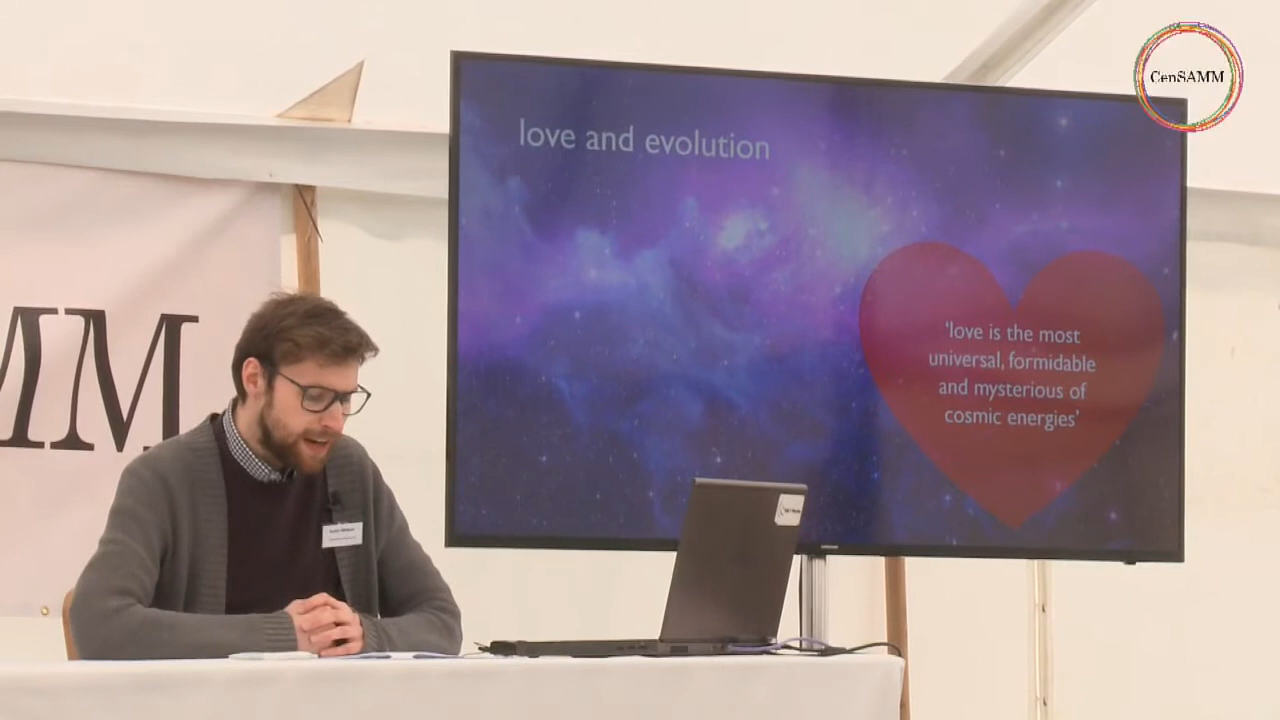 CenSAMM
love and evolution
'love is the most
universal, formidable
and mysterious of
cosmic energies'
MM